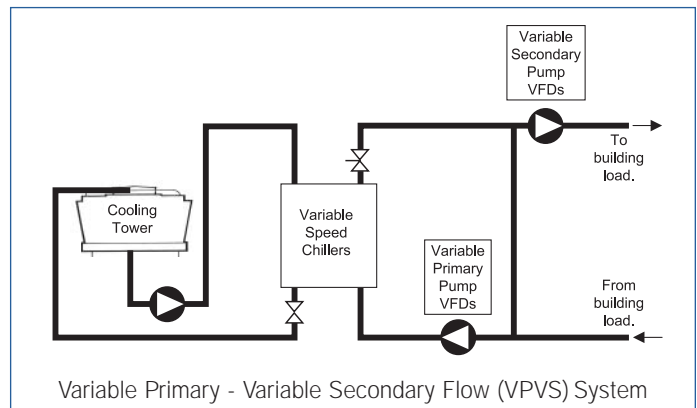 Variable
Secondary
Pump
VFDs
To
building
load.
Cooling
Tower
Variable
Speed
Chillers
Variable
Primary
Pump
VFDs
From
building
load.
Variable Primary - Variable Secondary Flow (VPVS) System